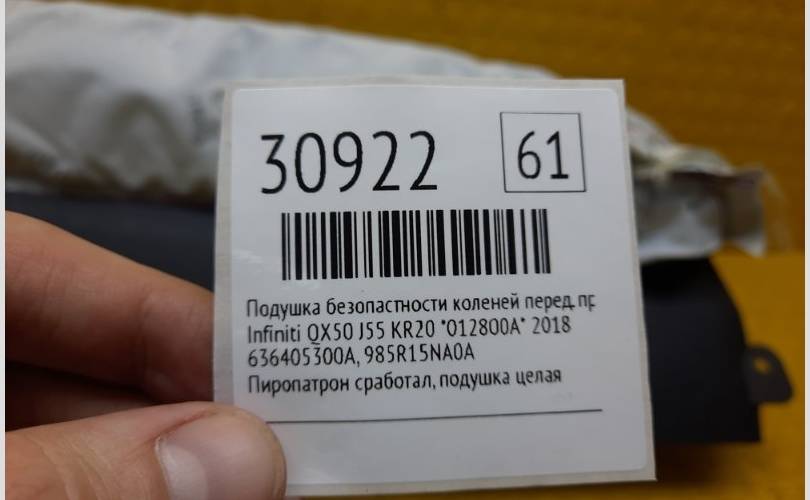 30922
61
Подушка безопастности коленей перед. пр
Infiniti QX50 J55 KR20 "012800A" 2018
636405300A, 985R15NA0A
Пиропатрон сработал, подушка целая